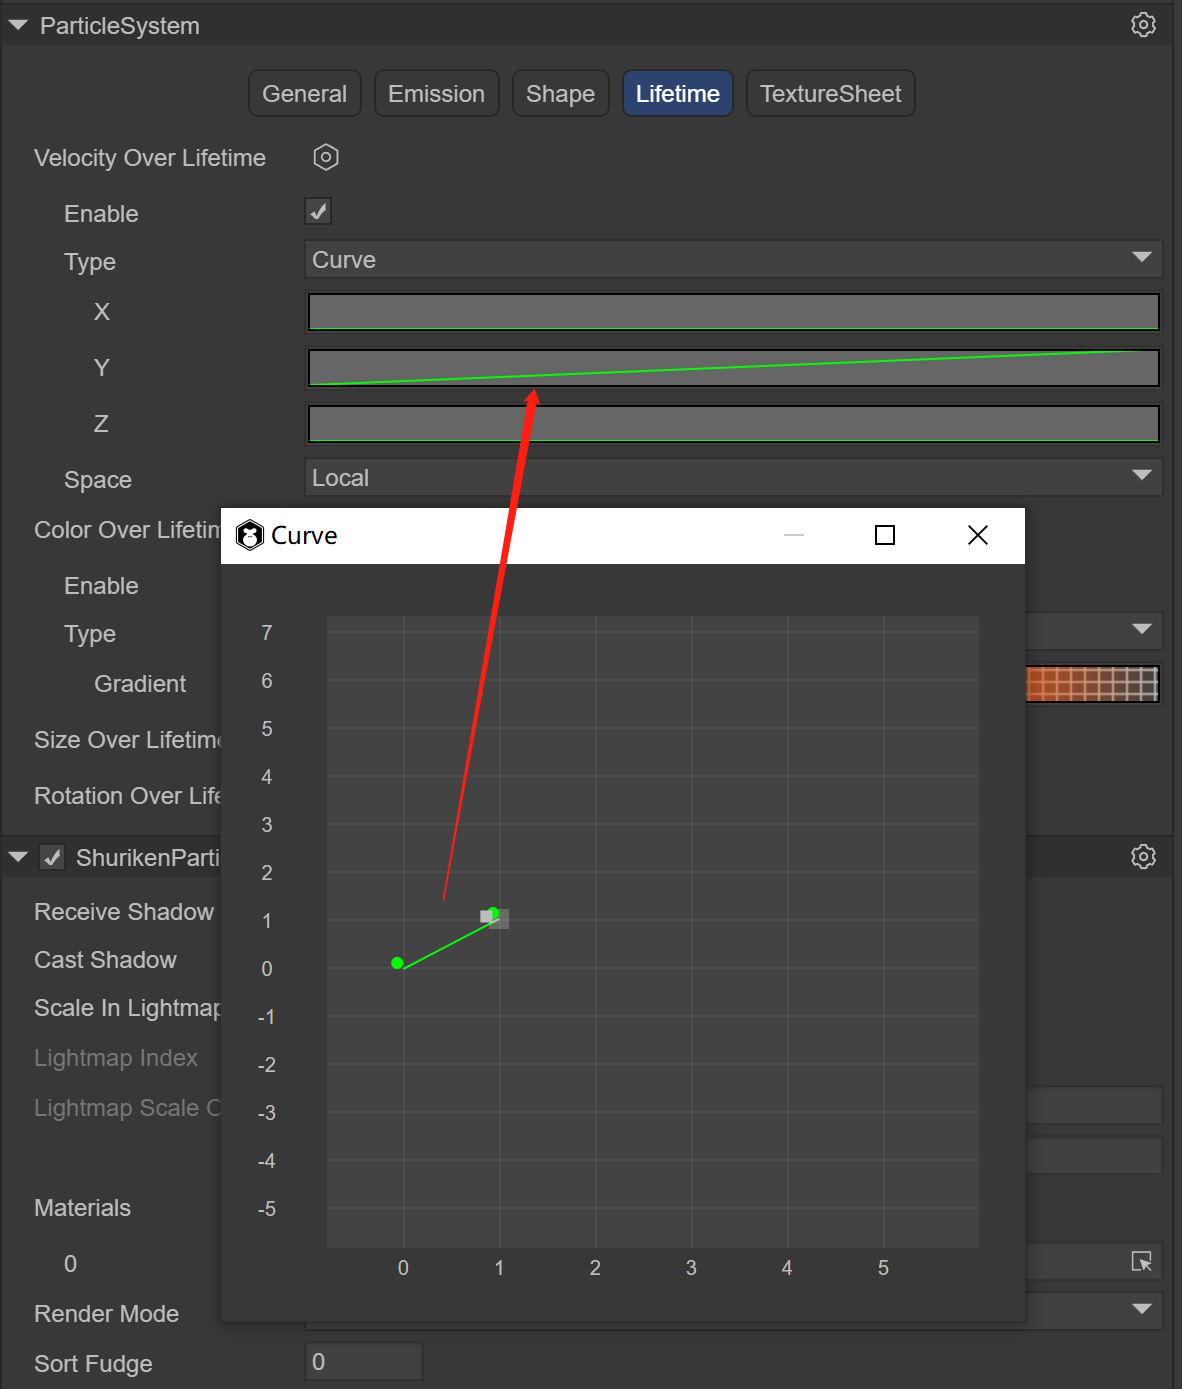 ParticleSystem
General Emission Shape Lifetime TextureSheet
Velocity Over Lifetime
Enable
Type Curve
X
Y
Z
Space Local
Color Over Lifetim
Enable
Type
Gradient
Size Over Lifetime
Rotation Over Life
ShurikenParti
Receive Shadow
Cast Shadow
Scale In Lightmap
Lightmap Index
Lightmap Scale O
Materials
0
Render Mode
Sort Fudge 0
Curve
7
6
5
4
3
2
1
0
-1
-2
-3
-4
-5
0 1 2 3 4 5